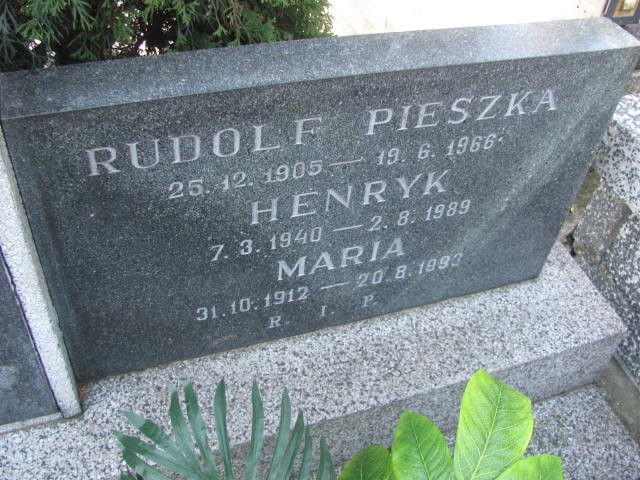 RUDOLF PIESZKA
25.12.1905 — 19.6.1966
HENRYK
7.3.1940 — 2.8.1989
MARIA
31.10.1912 — 20.8.1993
R. I. P.